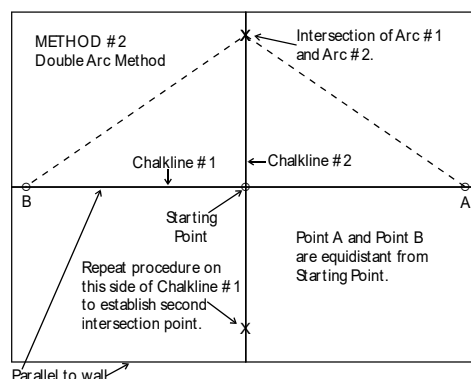 METHOD #2
Double Arc Method
X
Intersection of Arc #1
and Arc #2.
Chalkline #1
Chalkline #2
B
A
Starting
Point
Point A and Point B
are equidistant from
Starting Point.
Repeat procedure on
this side of Chalkline #1
to establish second
intersection point.
X
Parallel to wall